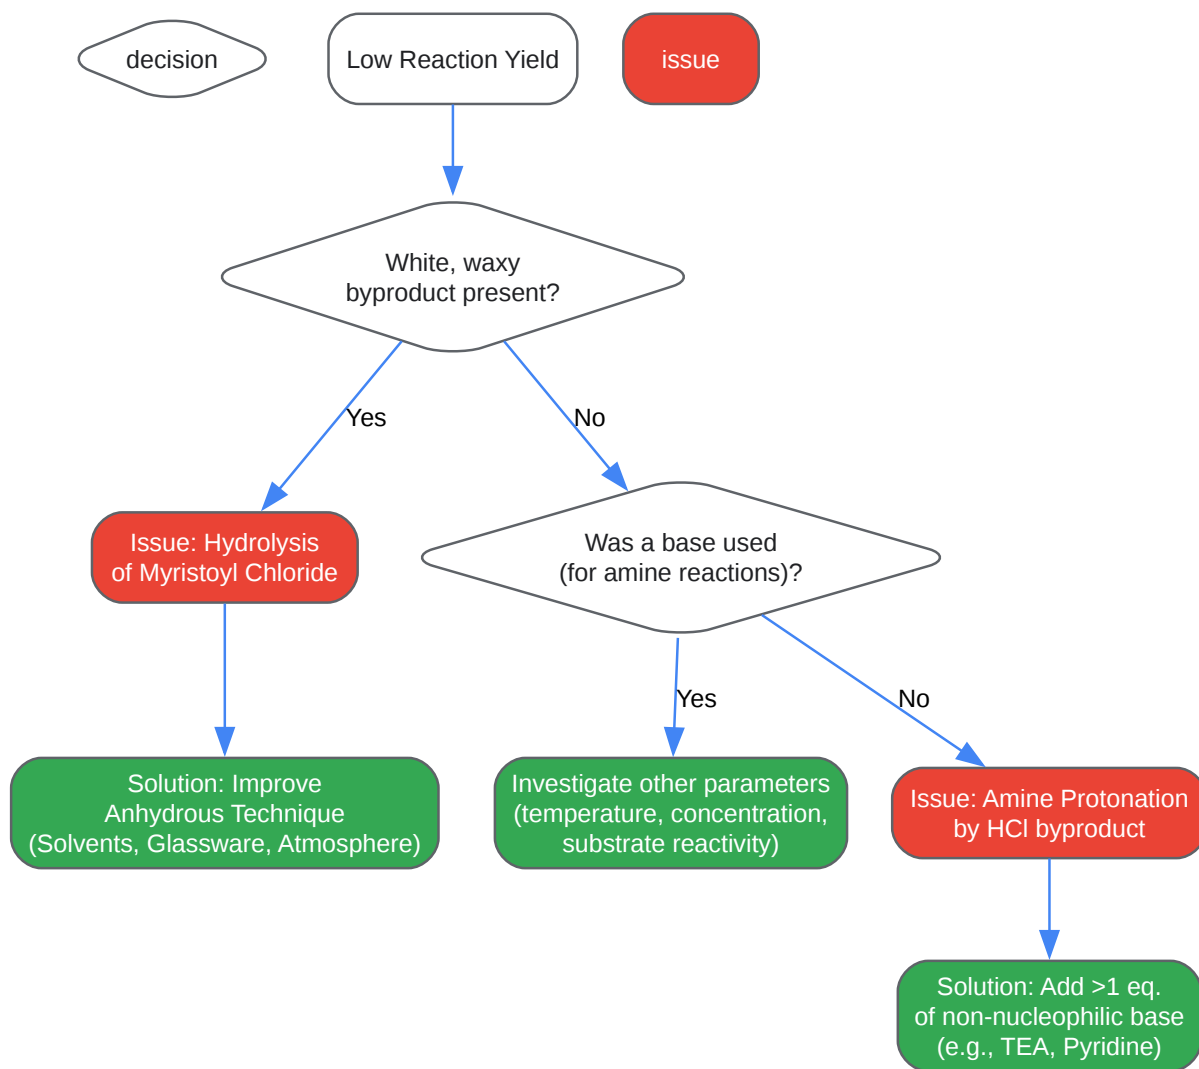 decision
Low Reaction Yield
issue
White, waxy
byproduct present?
Yes
No
Issue: Hydrolysis
of Myristoyl Chloride
Was a base used
(for amine reactions)?
Yes
No
Solution: Improve
Anhydrous Technique
(Solvents, Glassware, Atmosphere)
Investigate other parameters
(temperature, concentration,
substrate reactivity)
Issue: Amine Protonation
by HCl byproduct
Solution: Add >1 eq.
of non-nucleophilic base
(e.g., TEA, Pyridine)